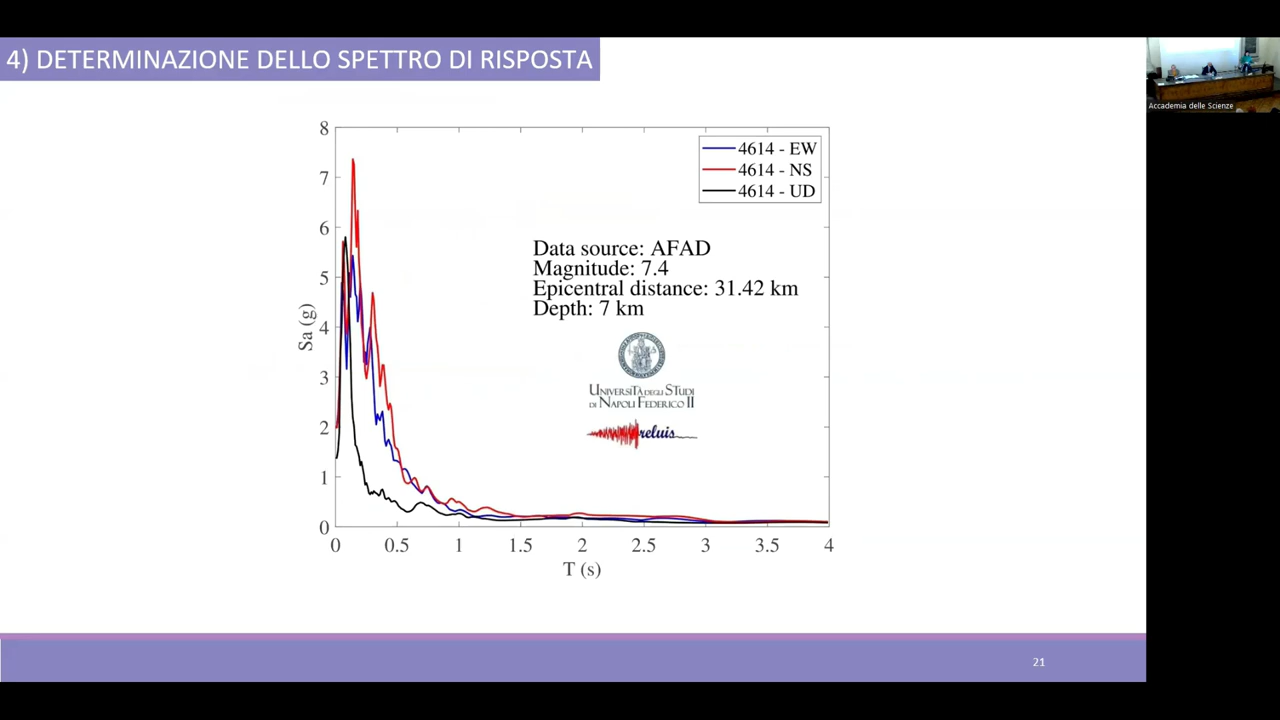 4) DETERMINAZIONE DELLO SPETTRO DI RISPOSTA
Accademia delle Scienze
8
7
6
5
4
3
2
1
0
Sa (g)
4614 - EW
4614 - NS
4614 - UD
Data source: AFAD
Magnitude: 7.4
Epicentral distance: 31.42 km
Depth: 7 km
UNIVERSITÀ DEGLI STUDI
DI NAPOLI FEDERICO II
reluis
0 0.5 1 1.5 2 2.5 3 3.5 4
T (s)
21